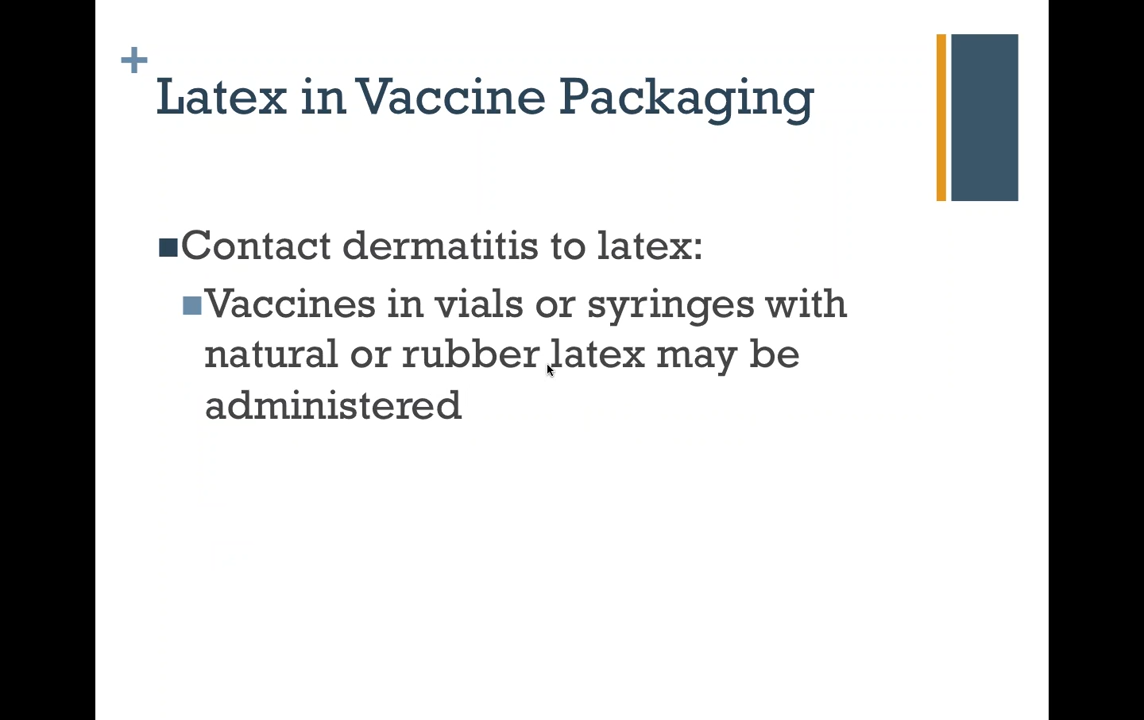 +
Latex in Vaccine Packaging
Contact dermatitis to latex:
Vaccines in vials or syringes with
natural or rubber latex may be
administered